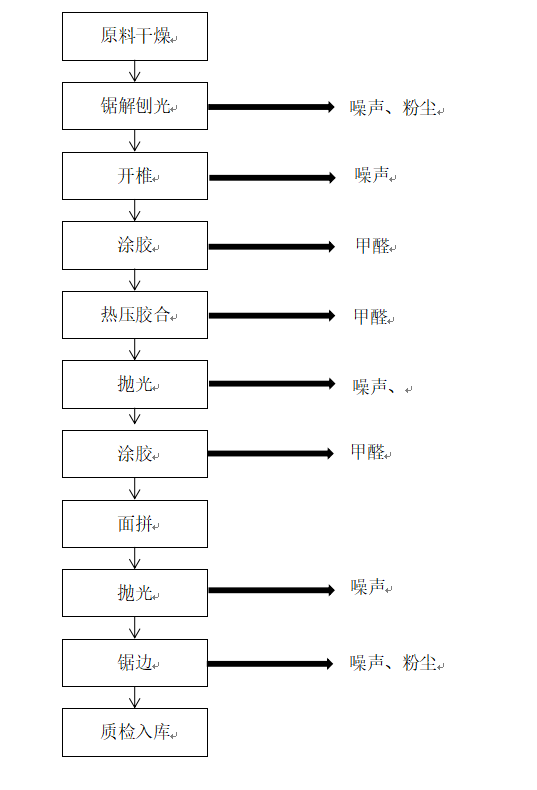 原料干燥
锯解刨光
噪声、粉尘
开椎
噪声
涂胶
甲醛
热压胶合
甲醛
抛光
噪声、
涂胶
甲醛
面拼
抛光
噪声
锯边
噪声、粉尘
质检入库